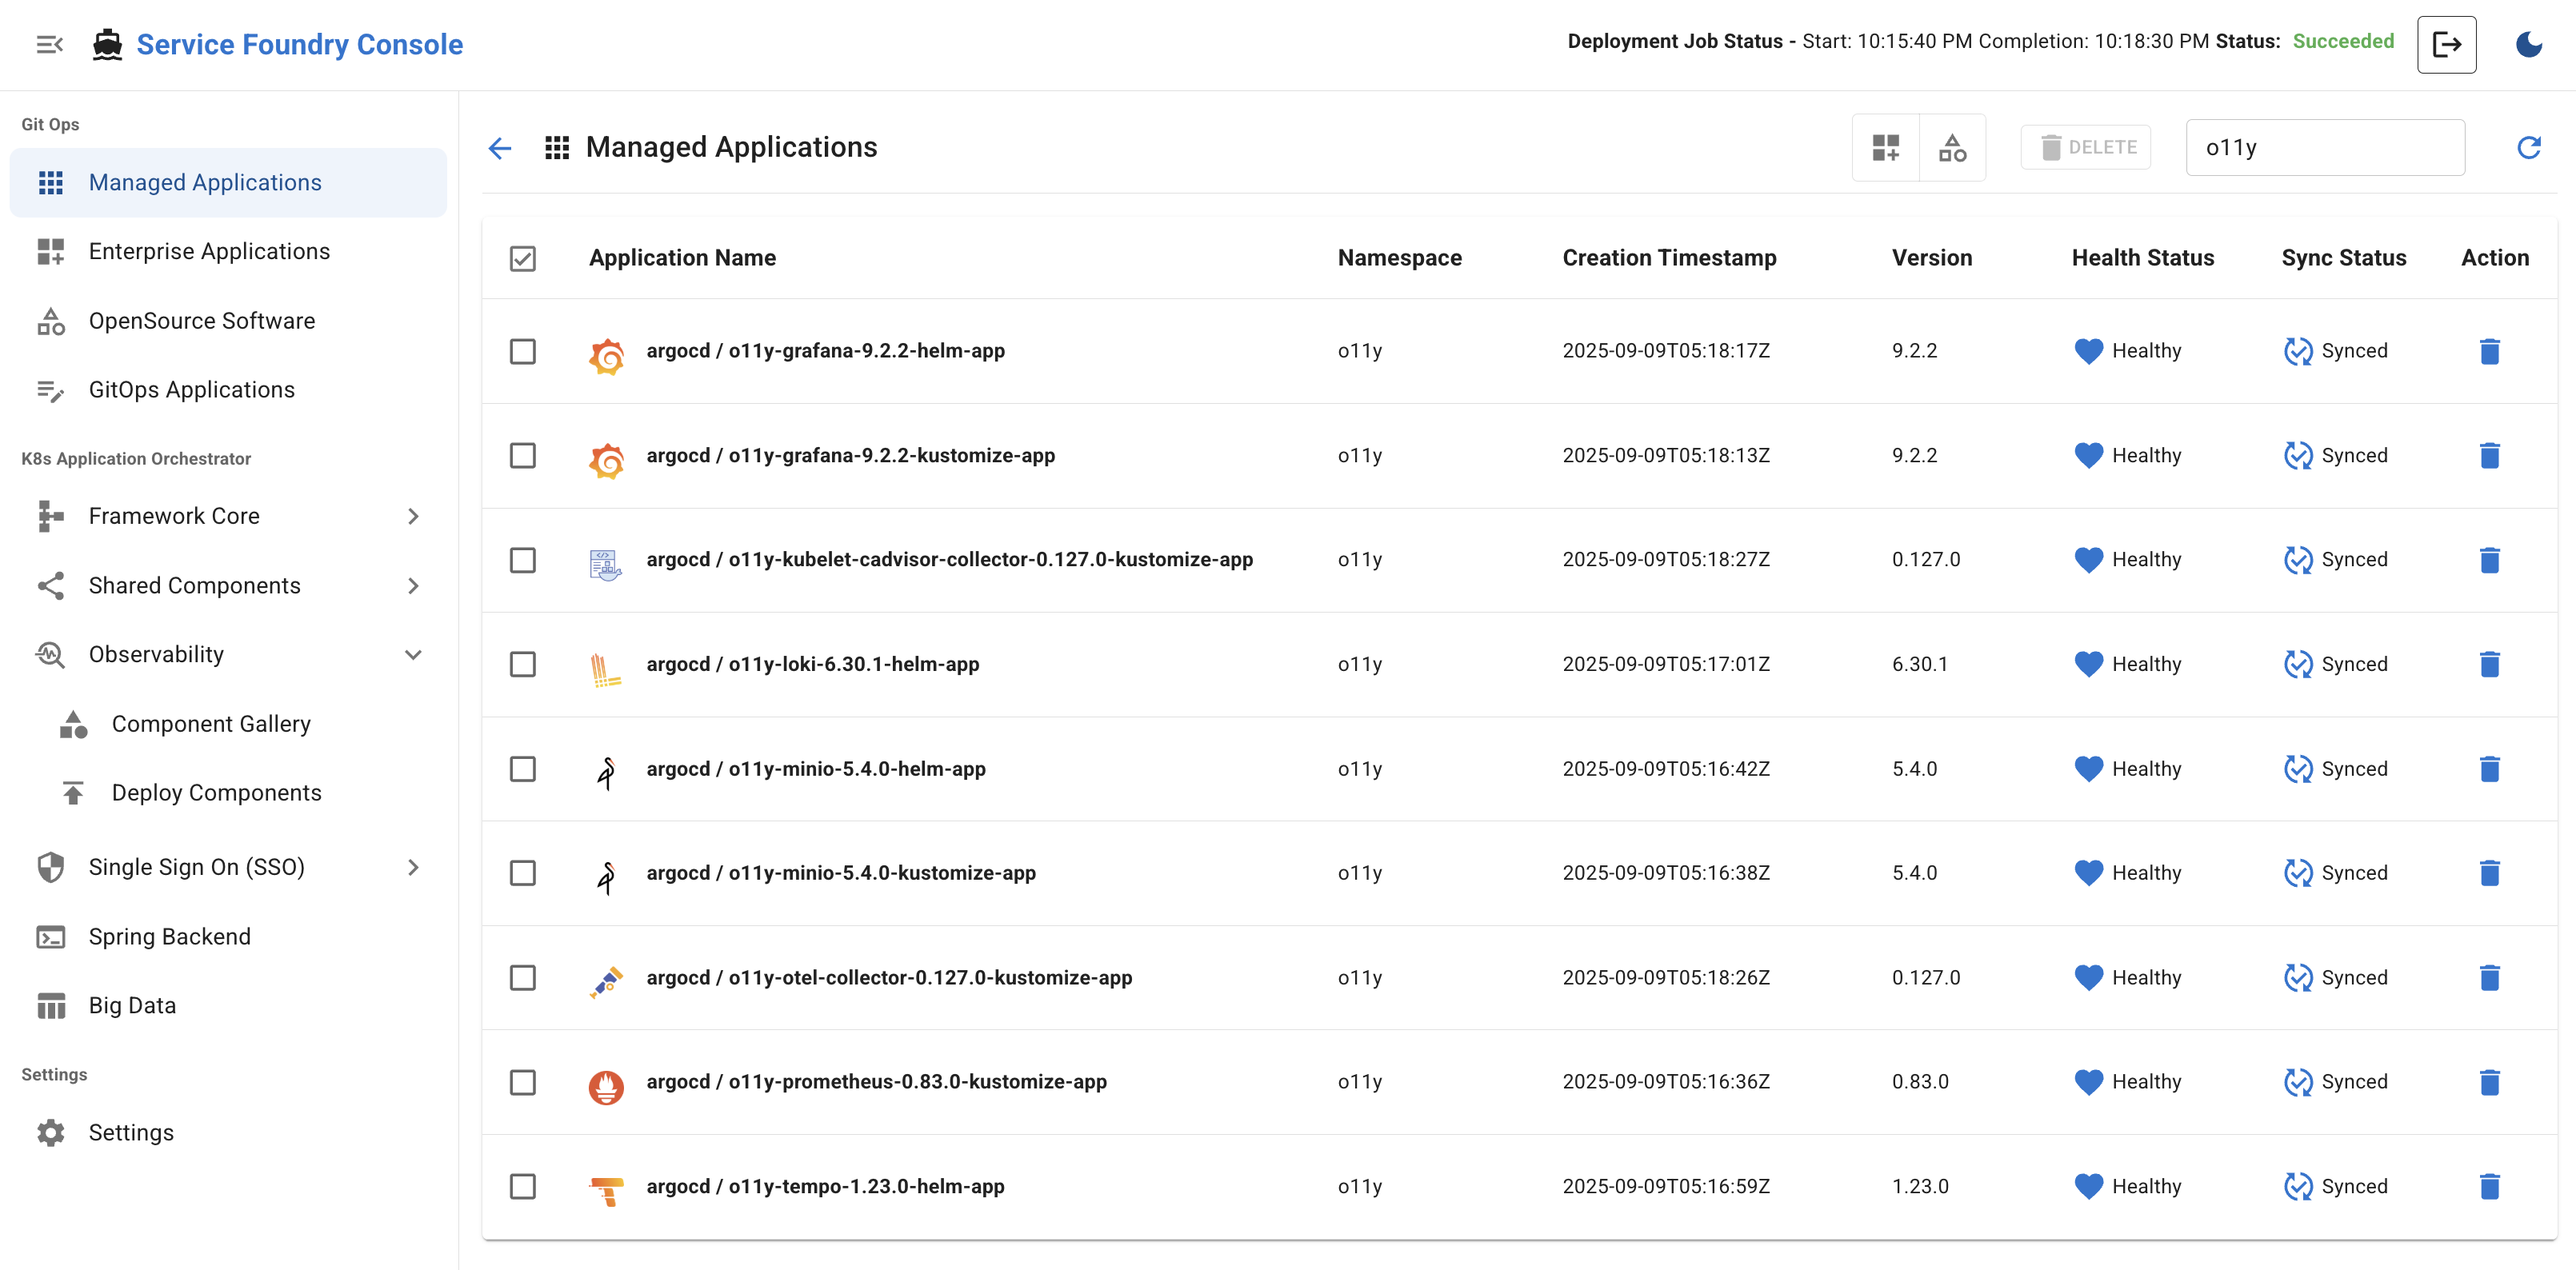 Service Foundry Console
Deployment Job Status - Start: 10:15:40 PM Completion: 10:18:30 PM Status: Succeeded
Git Ops
Managed Applications
Enterprise Applications
OpenSource Software
GitOps Applications
K8s Application Orchestrator
Framework Core
Shared Components
Observability
Component Gallery
Deploy Components
Single Sign On (SSO)
Spring Backend
Big Data
Settings
Settings
Managed Applications
DELETE
o11y
Application Name Namespace Creation Timestamp Version Health Status Sync Status Action
argocd / o11y-grafana-9.2.2-helm-app o11y 2025-09-09T05:18:17Z 9.2.2 Healthy Synced
argocd / o11y-grafana-9.2.2-kustomize-app o11y 2025-09-09T05:18:13Z 9.2.2 Healthy Synced
argocd / o11y-kubelet-cadvisor-collector-0.127.0-kustomize-app o11y 2025-09-09T05:18:27Z 0.127.0 Healthy Synced
argocd / o11y-loki-6.30.1-helm-app o11y 2025-09-09T05:17:01Z 6.30.1 Healthy Synced
argocd / o11y-minio-5.4.0-helm-app o11y 2025-09-09T05:16:42Z 5.4.0 Healthy Synced
argocd / o11y-minio-5.4.0-kustomize-app o11y 2025-09-09T05:16:38Z 5.4.0 Healthy Synced
argocd / o11y-otel-collector-0.127.0-kustomize-app o11y 2025-09-09T05:18:26Z 0.127.0 Healthy Synced
argocd / o11y-prometheus-0.83.0-kustomize-app o11y 2025-09-09T05:16:36Z 0.83.0 Healthy Synced
argocd / o11y-tempo-1.23.0-helm-app o11y 2025-09-09T05:16:59Z 1.23.0 Healthy Synced